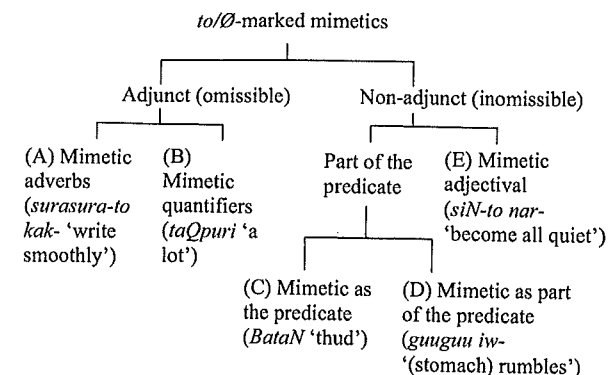 to/Ø-marked mimetics
Adjunct (omissible)
Non-adjunct (inomissible)
(A) Mimetic
adverbs
(surasura-to
kak- ‘write
smoothly’)
(B)
Mimetic
quantifiers
(taQpuri ‘a
lot’)
Part of the
predicate
(E) Mimetic
adjectival
(siN-to nar-
‘become all quiet’)
(C) Mimetic as
the predicate
(BataN ‘thud’)
(D) Mimetic as part
of the predicate
(guuguu iw-
‘(stomach) rumbles’)